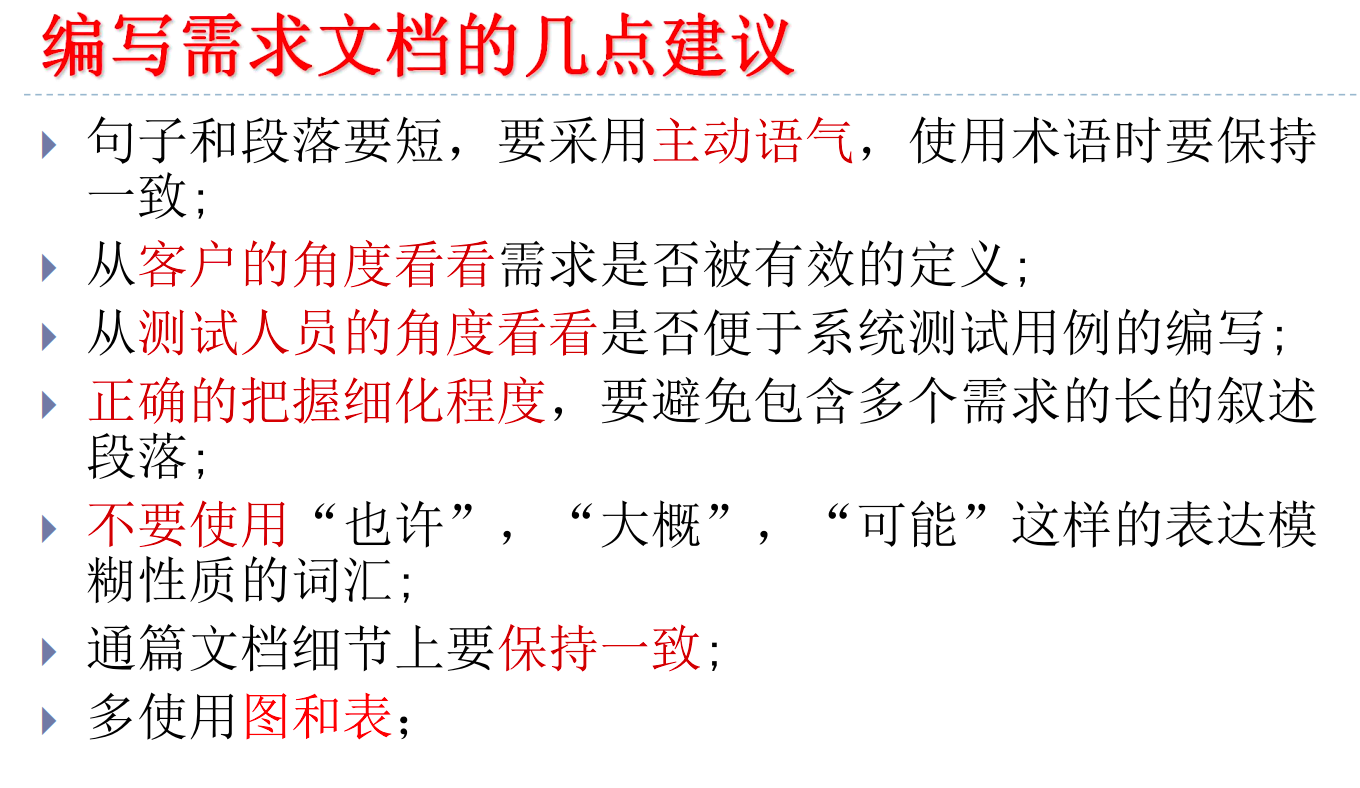 编写需求文档的几点建议
句子和段落要短，要采用主动语气，使用术语时要保持
一致;
从客户的角度看看需求是否被有效的定义;
从测试人员的角度看看是否便于系统测试用例的编写;
正确的把握细化程度，要避免包含多个需求的长的叙述
段落;
不要使用“也许”，“大概”，“可能”这样的表达模
糊性质的词汇;
通篇文档细节上要保持一致;
多使用图和表；